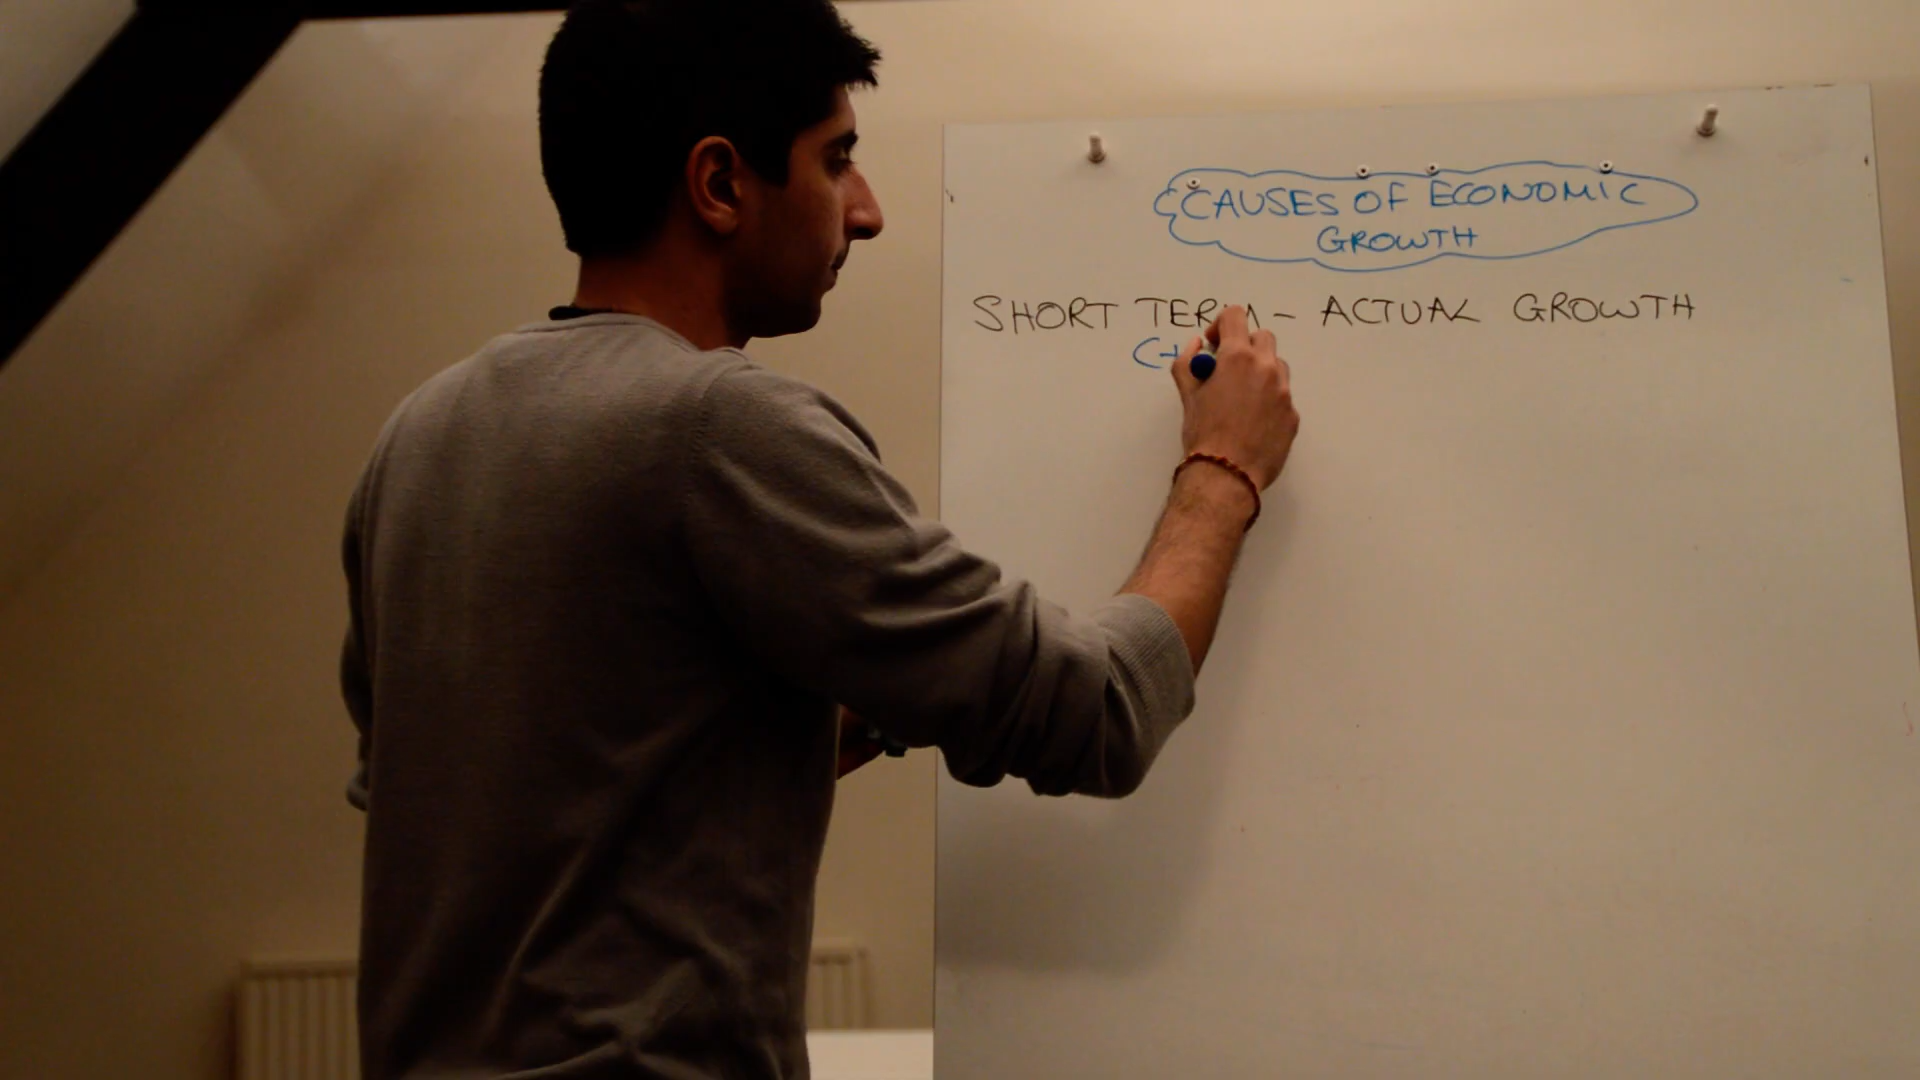 CAUSES OF ECONOMIC
GROWTH
SHORT TERM - ACTUAL GROWTH
(+